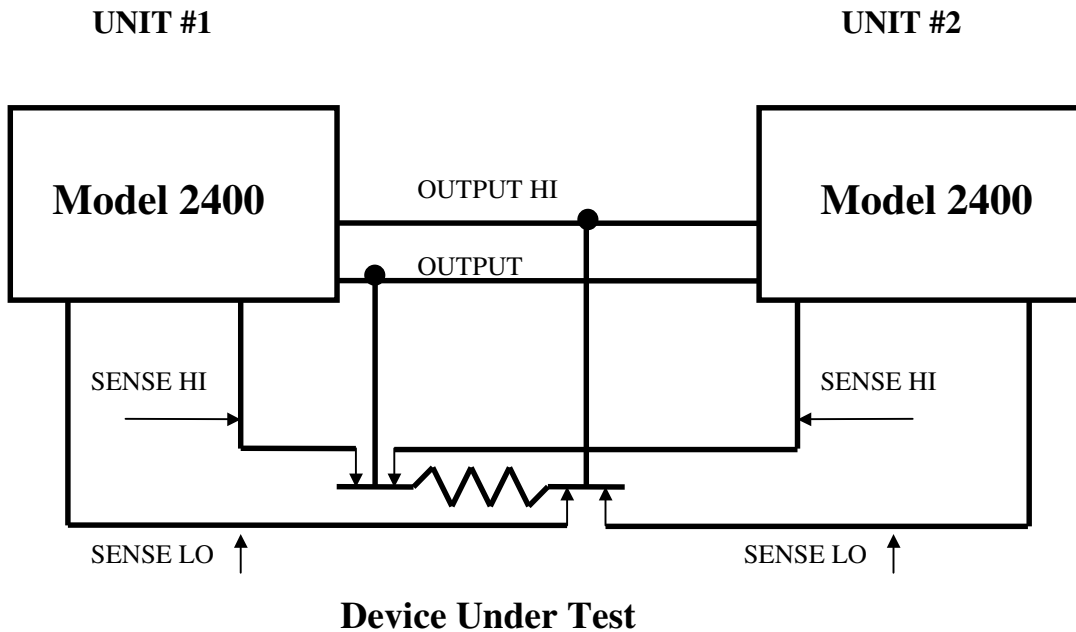 UNIT #1
UNIT #2
Model 2400
Model 2400
OUTPUT HI
OUTPUT
SENSE HI
SENSE HI
SENSE LO
SENSE LO
Device Under Test